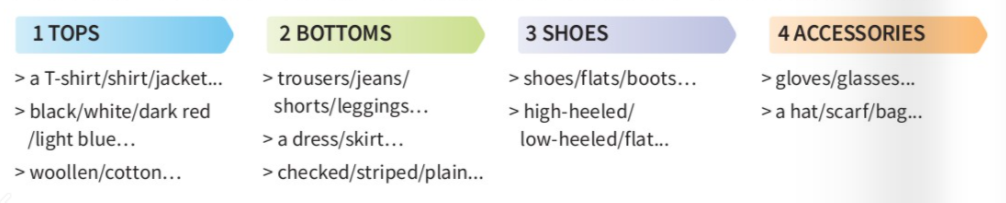 1 TOPS
> a T-shirt/shirt/jacket...
> black/white/dark red
/light blue...
> woollen/cotton...
2 BOTTOMS
> trousers/jeans/
shorts/leggings...
> a dress/skirt...
> checked/striped/plain...
3 SHOES
> shoes/flats/boots...
> high-heeled/
low-heeled/flat...
4 ACCESSORIES
> gloves/glasses...
> a hat/scarf/bag...